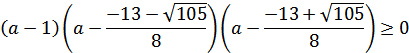 (a − 1)(a − (−13 − √105)/8)(a − (−13 + √105)/8) ≥ 0